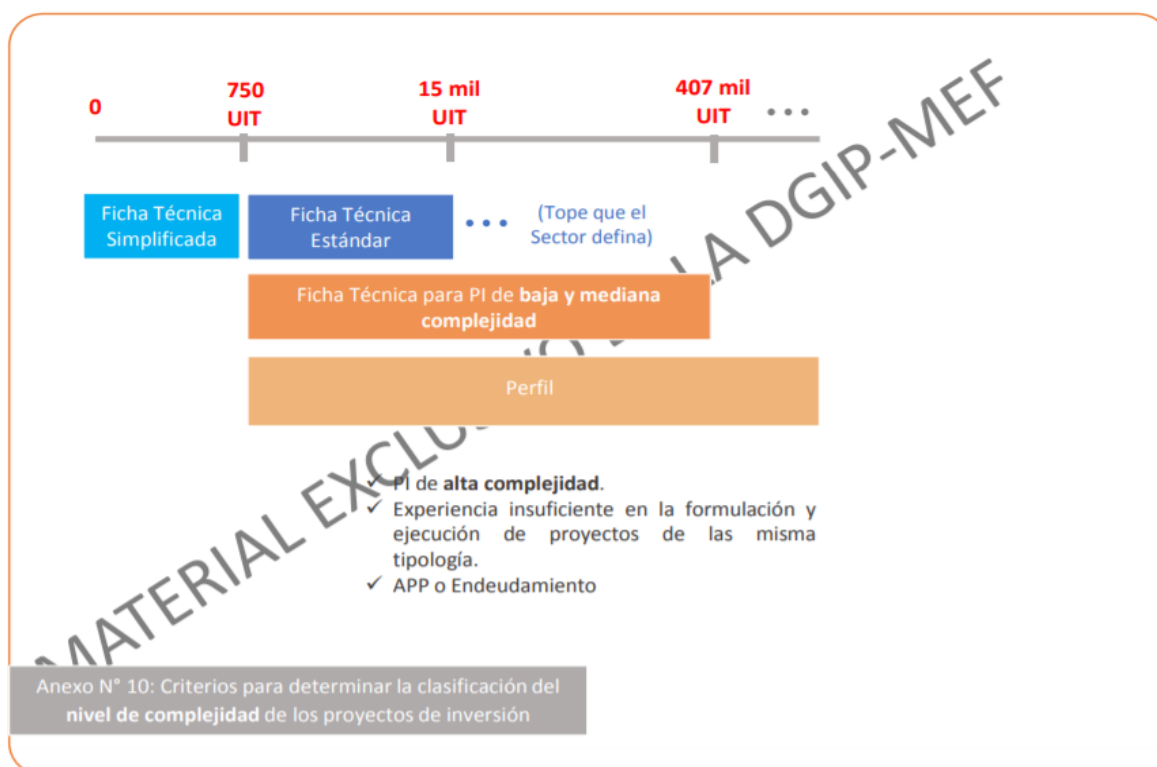 0
750
UIT
15 mil
UIT
407 mil
UIT
...
Ficha Técnica
Simplificada
Ficha Técnica
Estándar
...
(Tope que el
Sector defina)
Ficha Técnica para PI de baja y mediana
complejidad
Perfil
✓ PI de alta complejidad.
✓ Experiencia insuficiente en la formulación y
ejecución de proyectos de las misma
tipología.
✓ APP o Endeudamiento
MATERIAL EXCLUSIVO LA DGIP-MEF
Anexo N° 10: Criterios para determinar la clasificación del
nivel de complejidad de los proyectos de inversión